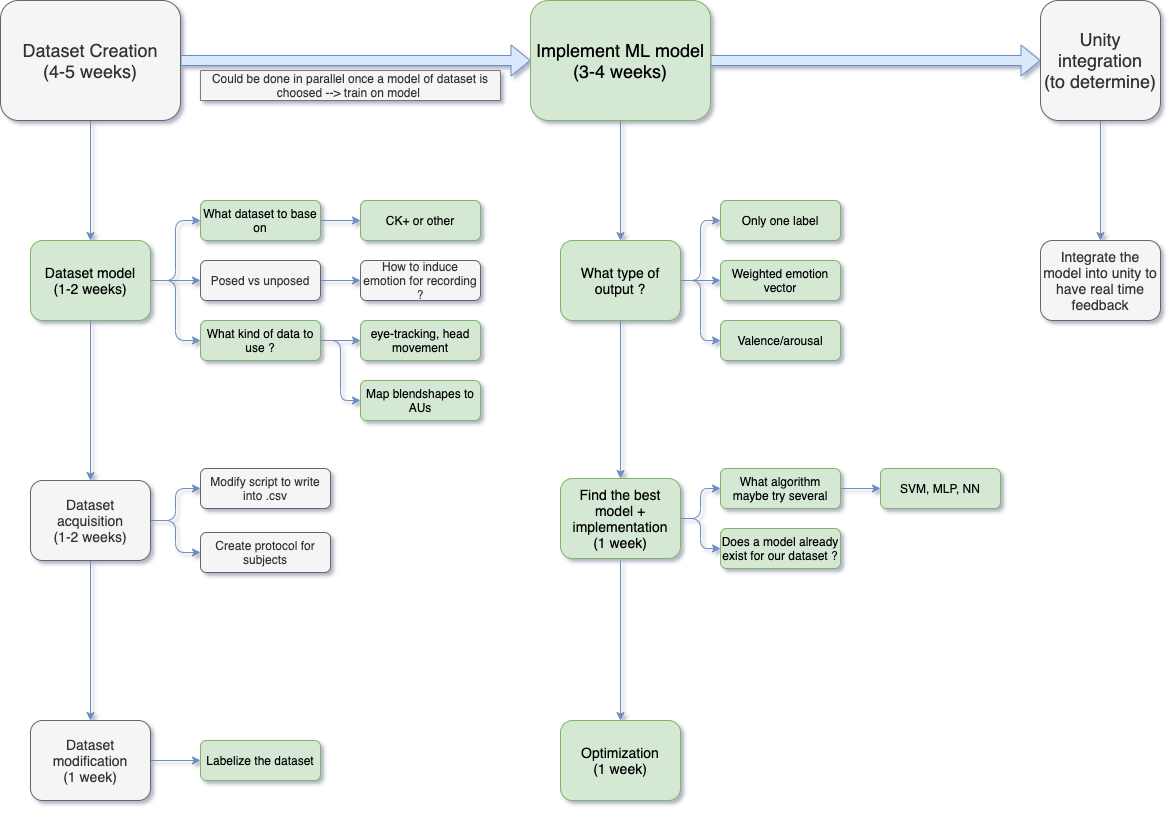 Dataset Creation
(4-5 weeks)
Could be done in parallel once a model of dataset is
choosed --> train on model
Implement ML model
(3-4 weeks)
Unity
integration
(to determine)
Dataset model
(1-2 weeks)
What dataset to base
on
CK+ or other
Posed vs unposed
How to induce
emotion for recording
?
What kind of data to
use ?
eye-tracking, head
movement
Map blendshapes to
AUs
What type of
output ?
Only one label
Weighted emotion
vector
Valence/arousal
Integrate the
model into unity to
have real time
feedback
Dataset
acquisition
(1-2 weeks)
Modify script to write
into .csv
Create protocol for
subjects
Find the best
model +
implementation
(1 week)
What algorithm
maybe try several
SVM, MLP, NN
Does a model already
exist for our dataset ?
Dataset
modification
(1 week)
Labelize the dataset
Optimization
(1 week)